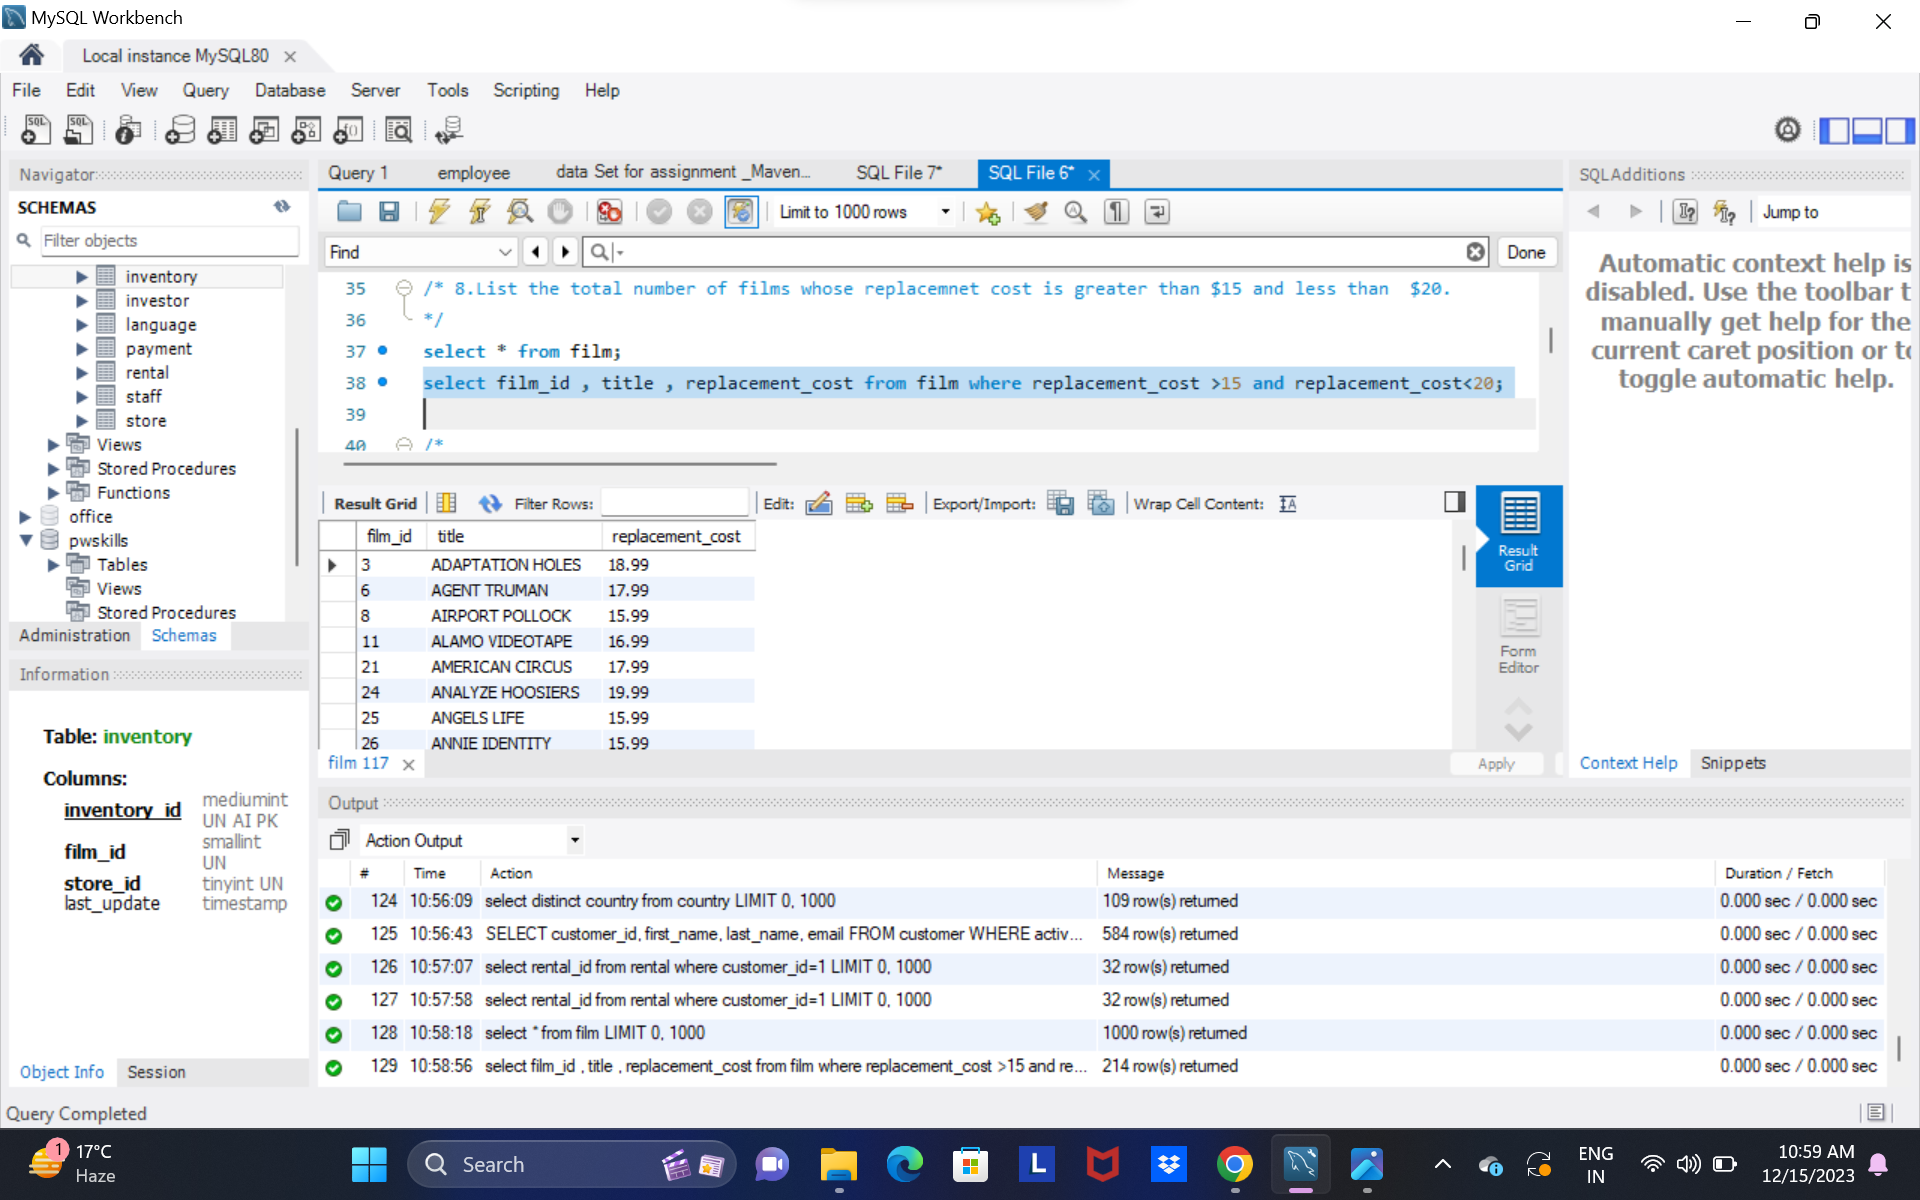 MySQL Workbench
Local instance MySQL80
File Edit View Query Database Server Tools Scripting Help
Navigator
SCHEMAS
Filter objects
inventory
investor
language
payment
rental
staff
store
Views
Stored Procedures
Functions
office
pwskills
Tables
Views
Stored Procedures
Administration Schemas
Information
Table: inventory
Columns:
inventory_id mediumint UN AI PK
film_id smallint UN
store_id tinyint UN
last_update timestamp
Object Info Session
Query 1 employee data Set for assignment _Maven... SQL File 7* SQL File 6*
Limit to 1000 rows
Find Done
35 /* 8.List the total number of films whose replacemnet cost is greater than $15 and less than  $20.
36 */
37 select * from film;
38 select film_id , title , replacement_cost from film where replacement_cost >15 and replacement_cost<20;
39
40 /*
Result Grid Filter Rows: Edit: Export/Import: Wrap Cell Content:
film_id title replacement_cost
3 ADAPTATION HOLES 18.99
6 AGENT TRUMAN 17.99
8 AIRPORT POLLOCK 15.99
11 ALAMO VIDEOTAPE 16.99
21 AMERICAN CIRCUS 17.99
24 ANALYZE HOOSIERS 19.99
25 ANGELS LIFE 15.99
26 ANNIE IDENTITY 15.99
Result Grid
Form Editor
film 117 Apply
SQLAdditions
Jump to
Automatic context help is
disabled. Use the toolbar t
manually get help for the
current caret position or to
toggle automatic help.
Context Help Snippets
Output
Action Output
# Time Action Message Duration / Fetch
124 10:56:09 select distinct country from country LIMIT 0, 1000 109 row(s) returned 0.000 sec / 0.000 sec
125 10:56:43 SELECT customer_id, first_name, last_name, email FROM customer WHERE activ... 584 row(s) returned 0.000 sec / 0.000 sec
126 10:57:07 select rental_id from rental where customer_id=1 LIMIT 0, 1000 32 row(s) returned 0.000 sec / 0.000 sec
127 10:57:58 select rental_id from rental where customer_id=1 LIMIT 0, 1000 32 row(s) returned 0.000 sec / 0.000 sec
128 10:58:18 select * from film LIMIT 0, 1000 1000 row(s) returned 0.000 sec / 0.000 sec
129 10:58:56 select film_id , title , replacement_cost from film where replacement_cost >15 and re... 214 row(s) returned 0.000 sec / 0.000 sec
Query Completed
1
17°C
Haze
Search
L
ENG
IN
10:59 AM
12/15/2023